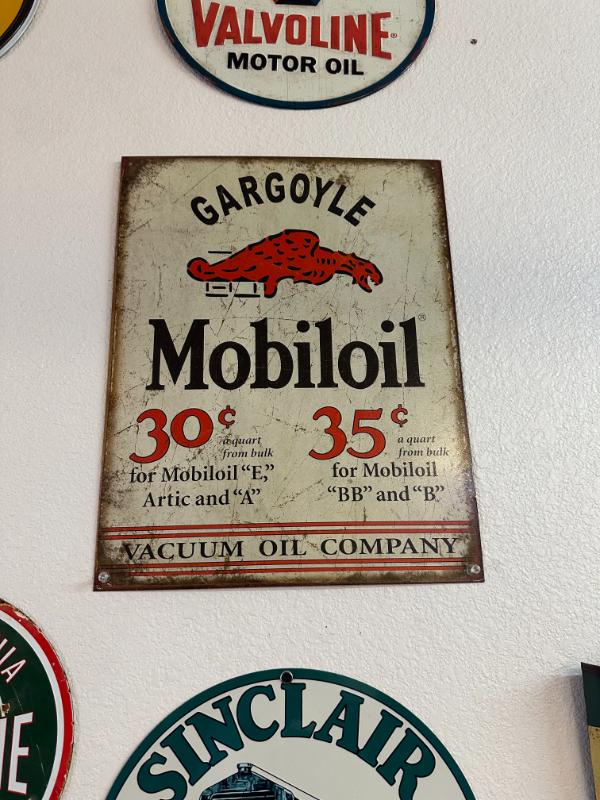 VALVOLINE®
MOTOR OIL
GARGOYLE
Mobiloil®
30¢ a quart
from bulk
for Mobiloil “E,”
Artic and “A”
35¢ a quart
from bulk
for Mobiloil
“BB” and “B”
VACUUM OIL COMPANY
SINCLAIR